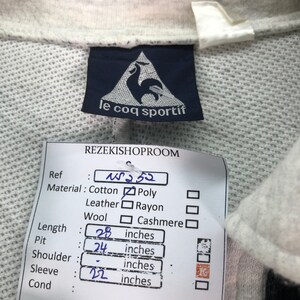 le coq sportif
REZEKISHOPROOM
Ref :
Material : Cotton Poly
Leather Rayon
Wool Cashmere
Length : 28 inches
Pit : 24 inches
Shoulder : - inches
Sleeve : 22 inches
Cond :